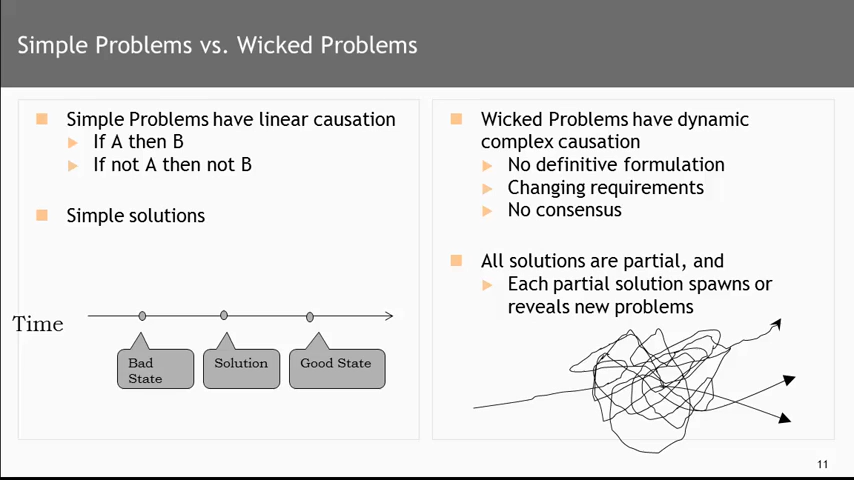 Simple Problems vs. Wicked Problems
Simple Problems have linear causation
If A then B
If not A then not B
Simple solutions
Time
Bad
State
Solution
Good State
Wicked Problems have dynamic
complex causation
No definitive formulation
Changing requirements
No consensus
All solutions are partial, and
Each partial solution spawns or
reveals new problems
11